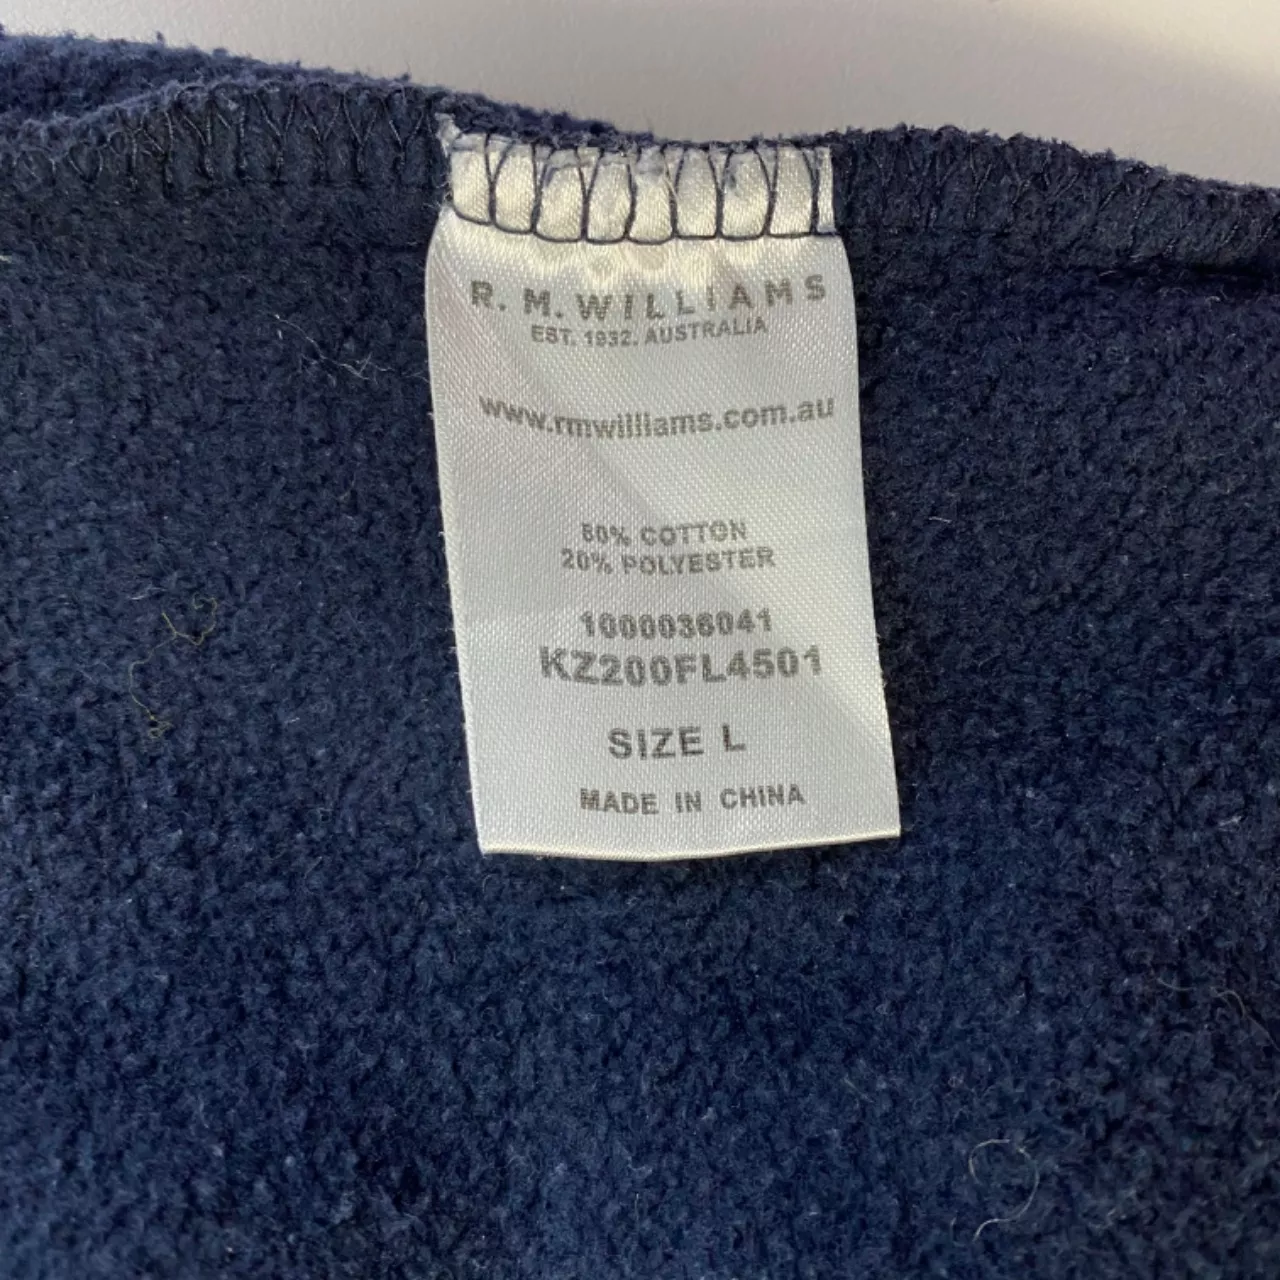 R. M. WILLIAMS
EST. 1932. AUSTRALIA
www.rmwilliams.com.au
80% COTTON
20% POLYESTER
1000036041
KZ200FL4501
SIZE L
MADE IN CHINA